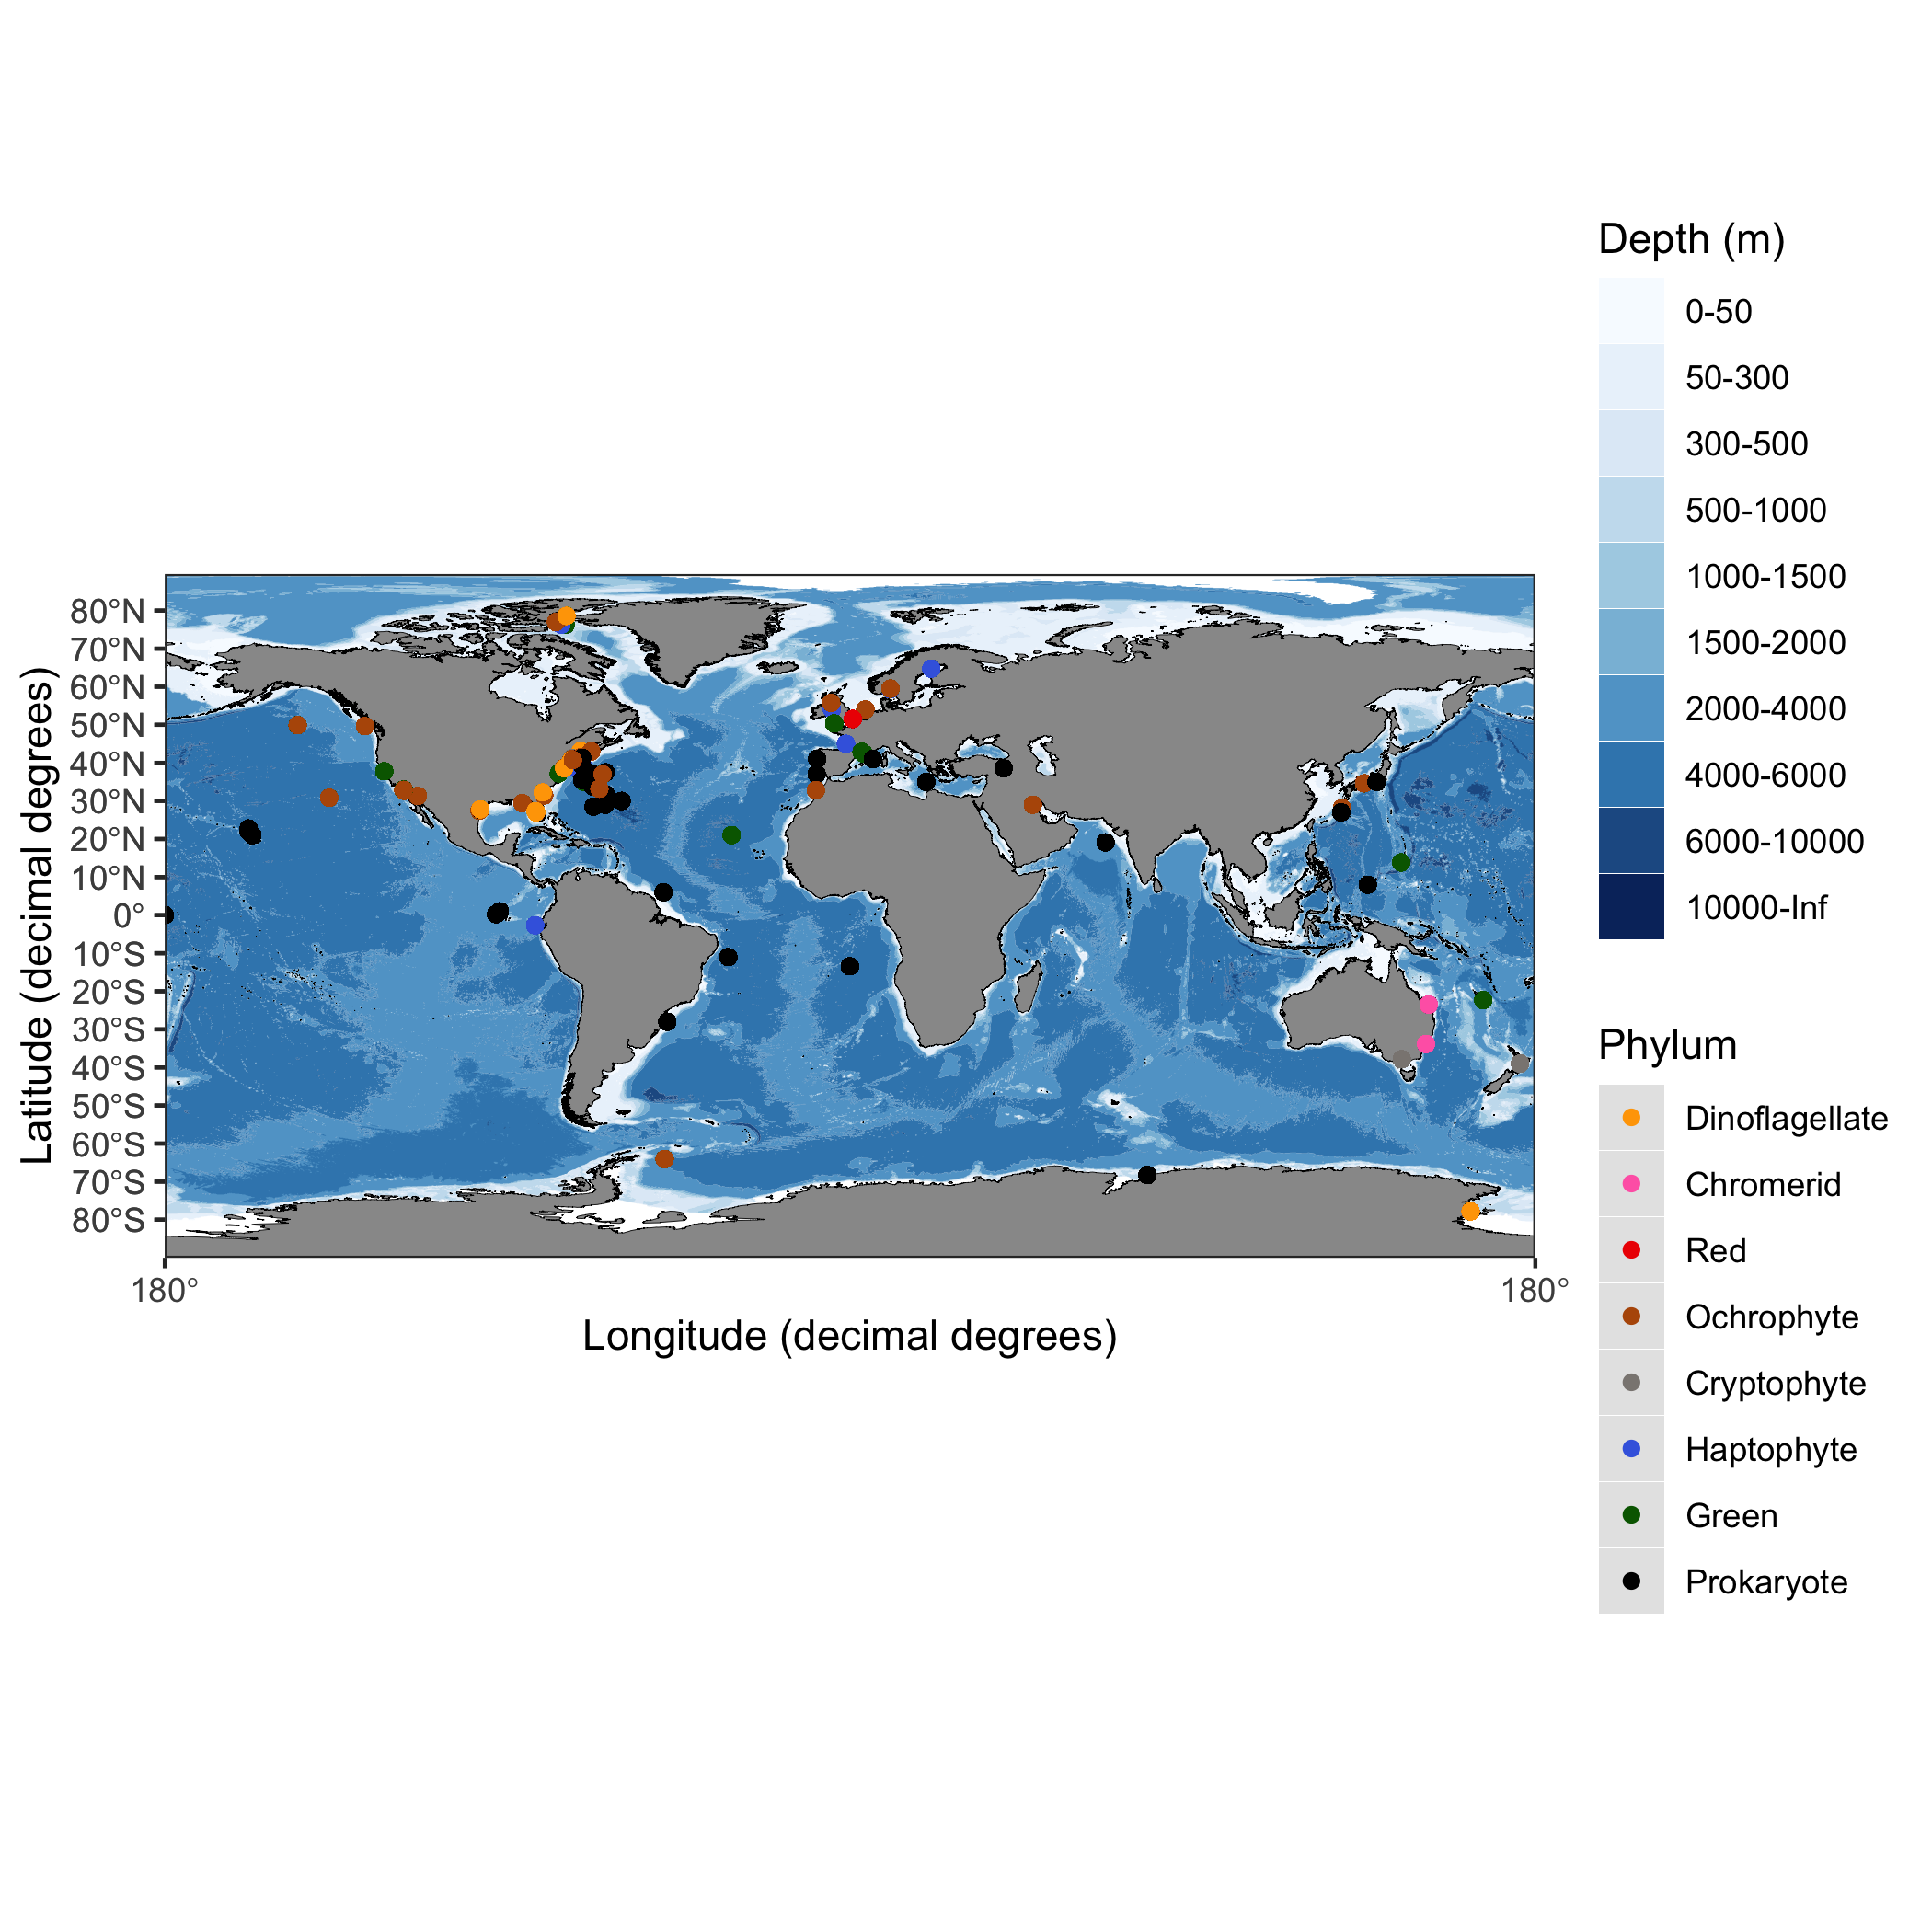 Depth (m)
0-50
50-300
300-500
500-1000
1000-1500
1500-2000
2000-4000
4000-6000
6000-10000
10000-Inf
Phylum
Dinoflagellate
Chromerid
Red
Ochrophyte
Cryptophyte
Haptophyte
Green
Prokaryote
Latitude (decimal degrees)
80°N
70°N
60°N
50°N
40°N
30°N
20°N
10°N
0°
10°S
20°S
30°S
40°S
50°S
60°S
70°S
80°S
180° 180°
Longitude (decimal degrees)